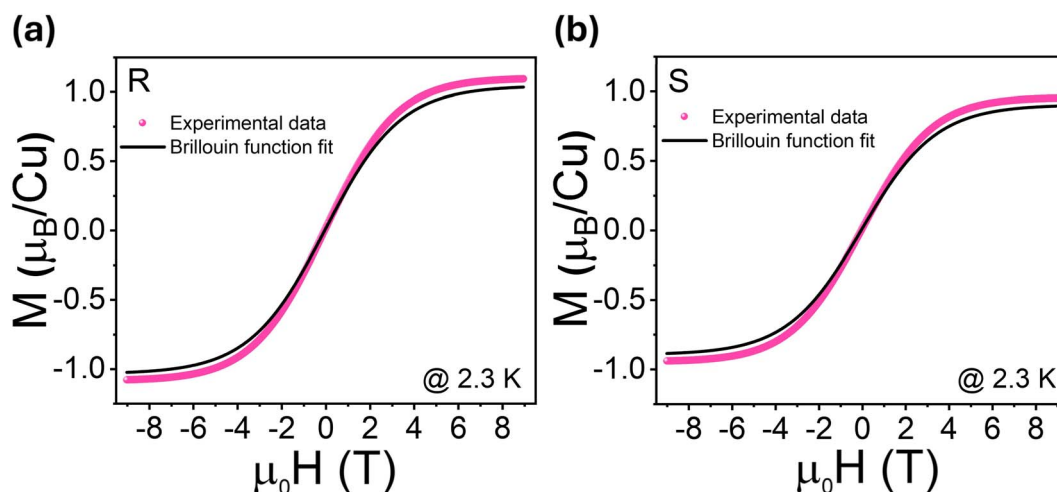 (a)
R
Experimental data
Brillouin function fit
M (μB/Cu)
1.0
0.5
0.0
-0.5
-1.0
@ 2.3 K
-8 -6 -4 -2 0 2 4 6 8
μ0H (T)
(b)
S
Experimental data
Brillouin function fit
M (μB/Cu)
1.0
0.5
0.0
-0.5
-1.0
@ 2.3 K
-8 -6 -4 -2 0 2 4 6 8
μ0H (T)